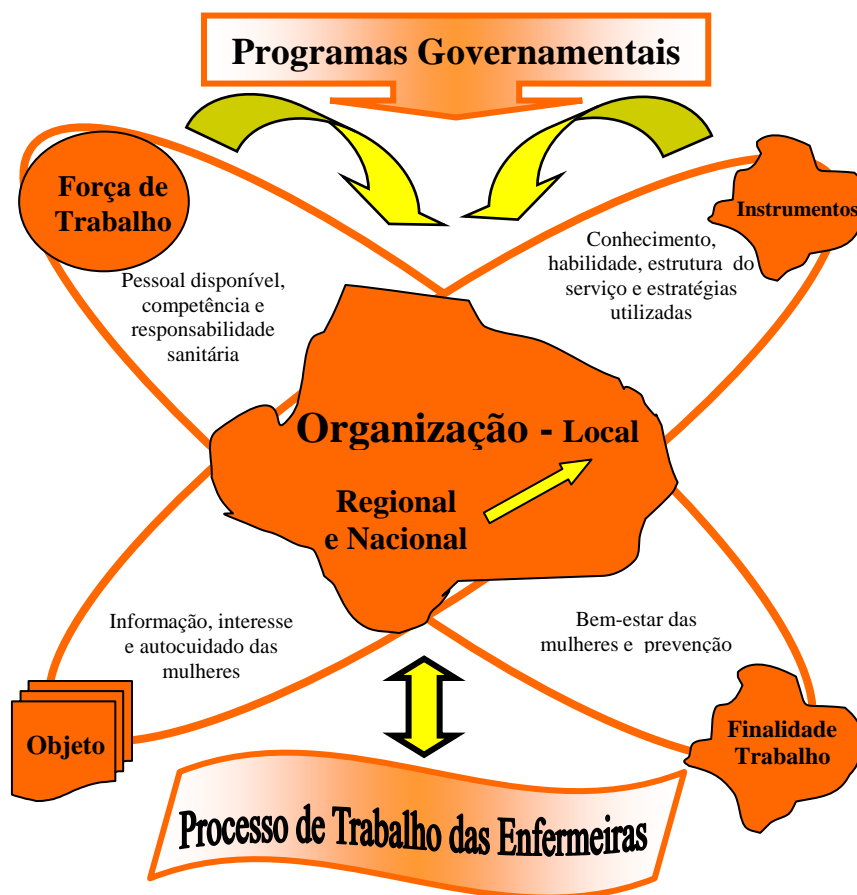 Programas Governamentais
Força de
Trabalho
Instrumentos
Pessoal disponível,
competência e
responsabilidade
sanitária
Conhecimento,
habilidade, estrutura do
serviço e estratégias
utilizadas
Organização - Local
Regional
e Nacional
Informação, interesse
e autocuidado das
mulheres
Bem-estar das
mulheres e prevenção
Objeto
Finalidade
Trabalho
Processo de Trabalho das Enfermeiras